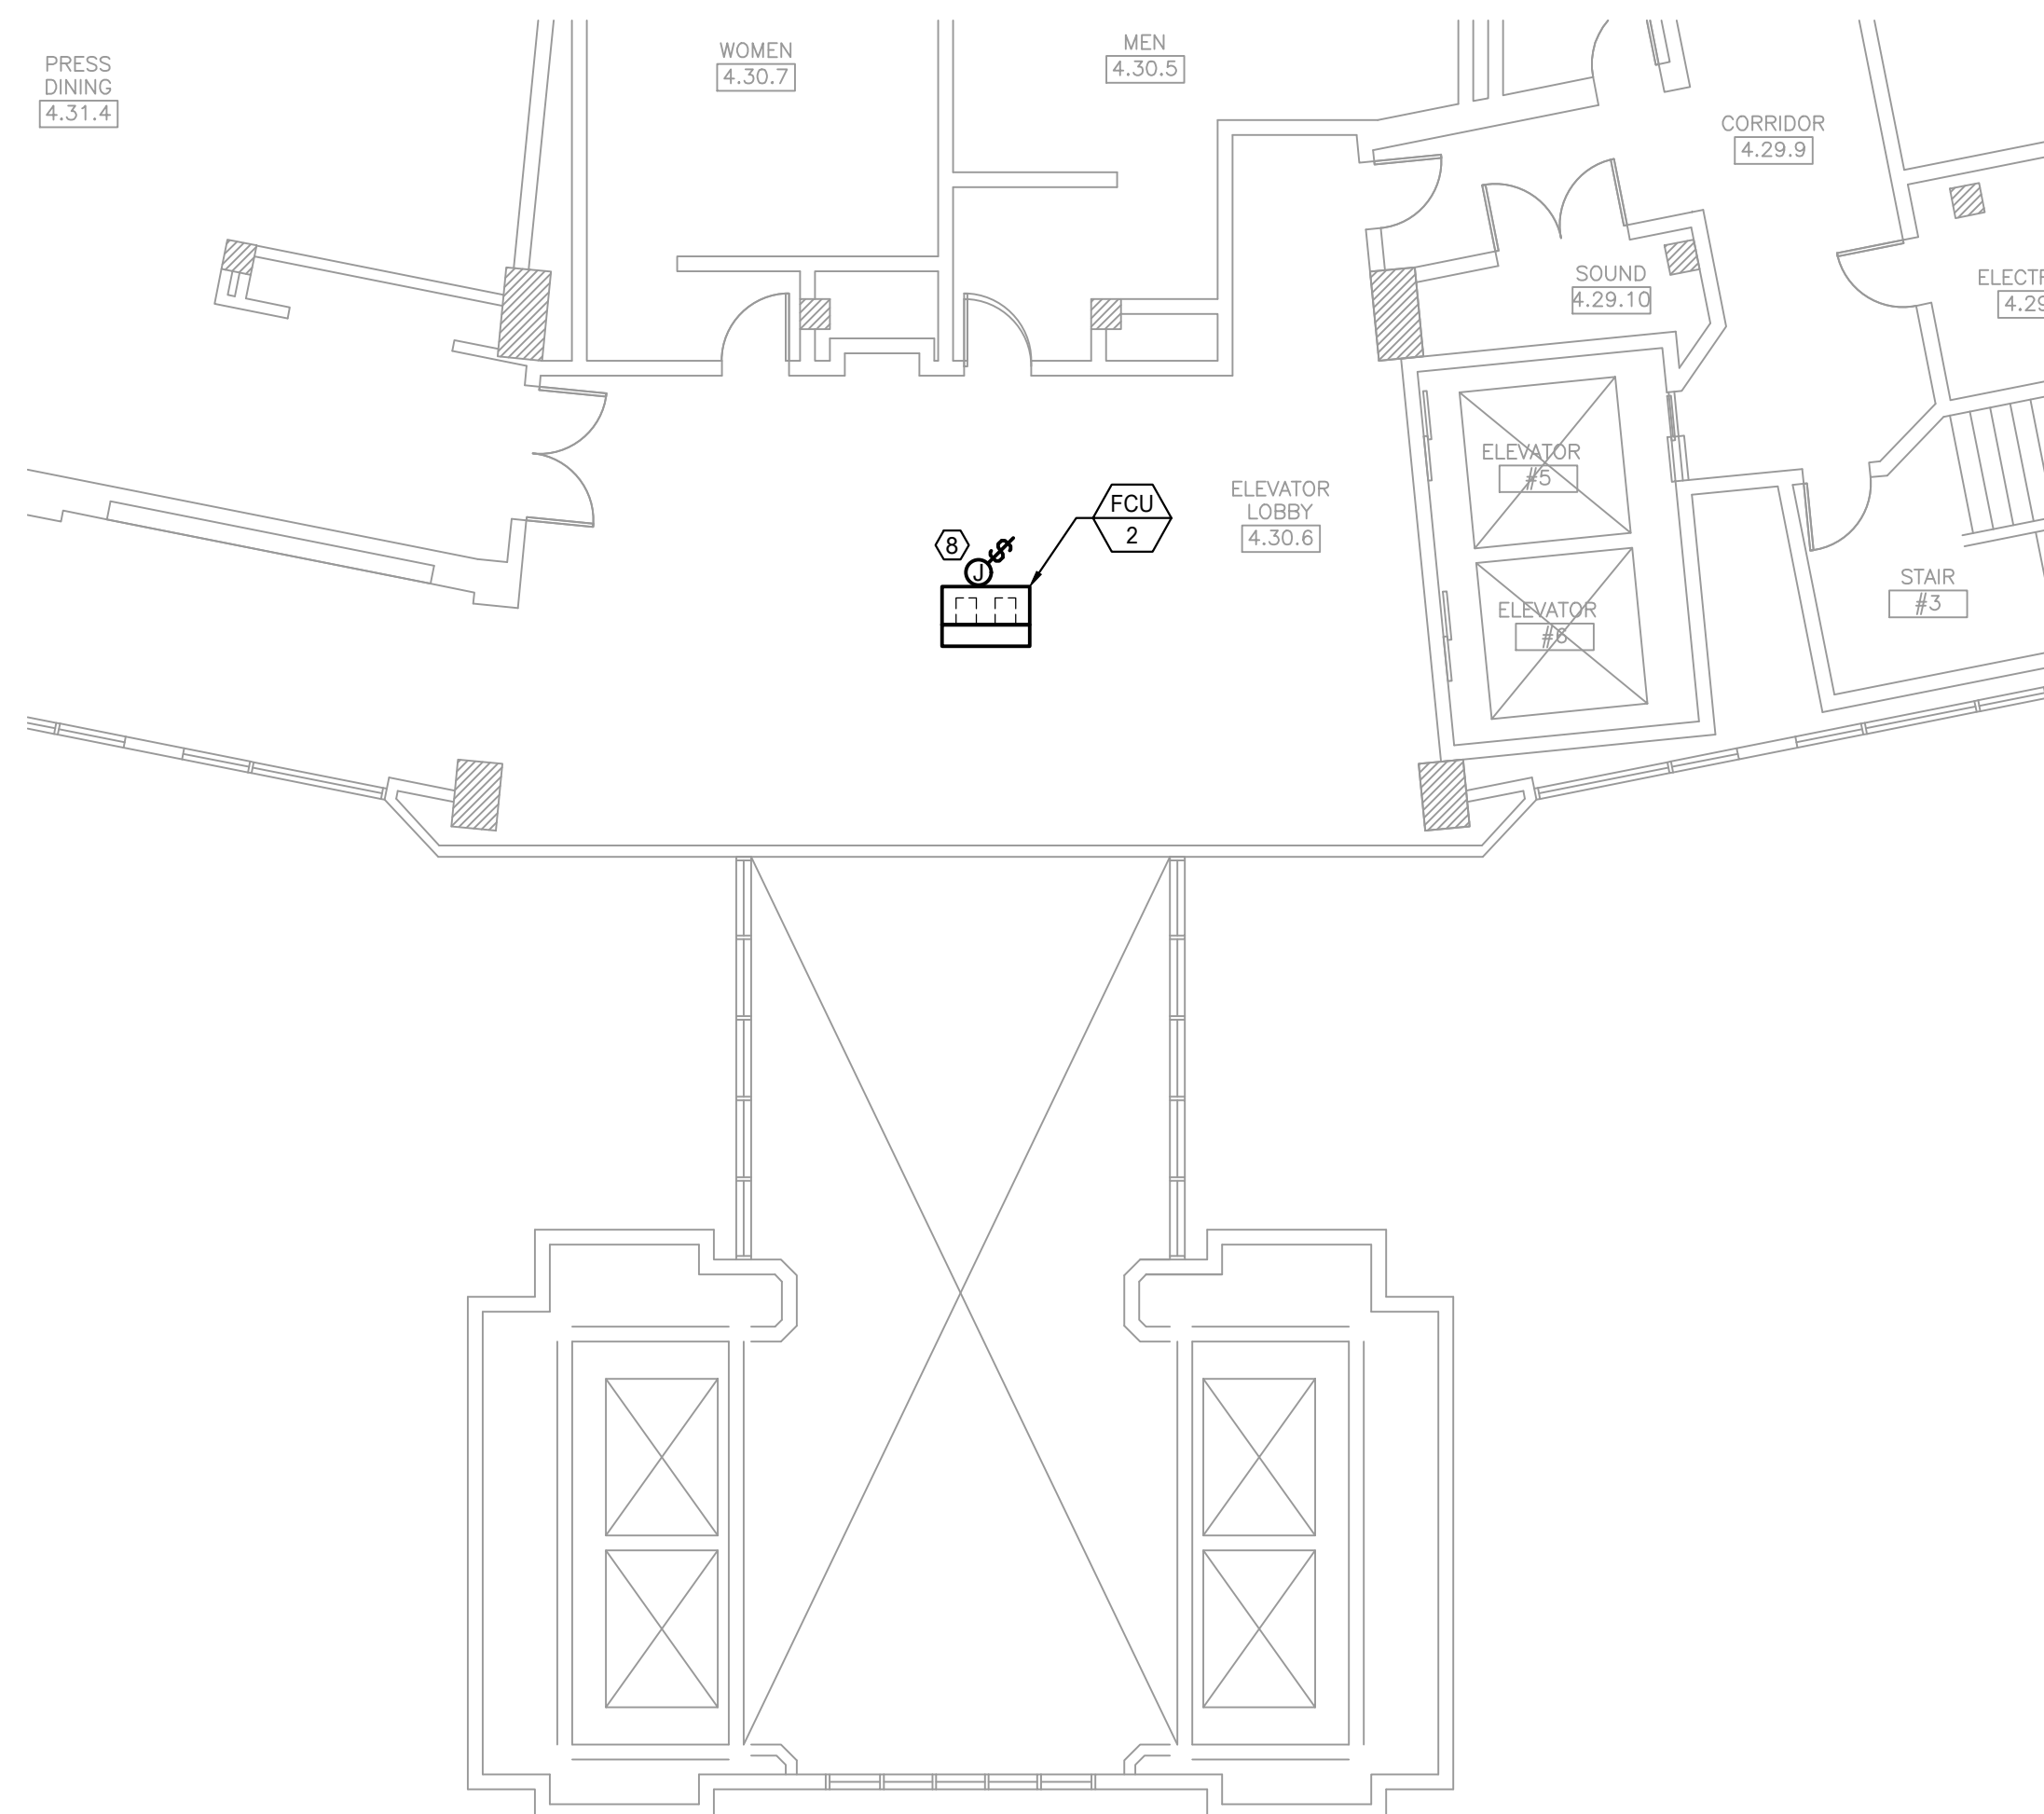 PRESS
DINING
4.31.4
WOMEN
4.30.7
MEN
4.30.5
CORRIDOR
4.29.9
SOUND
4.29.10
ELEVATOR
#5
ELEVATOR
LOBBY
4.30.6
FCU
2
8
$
J
STAIR
#3
ELEVATOR
#6